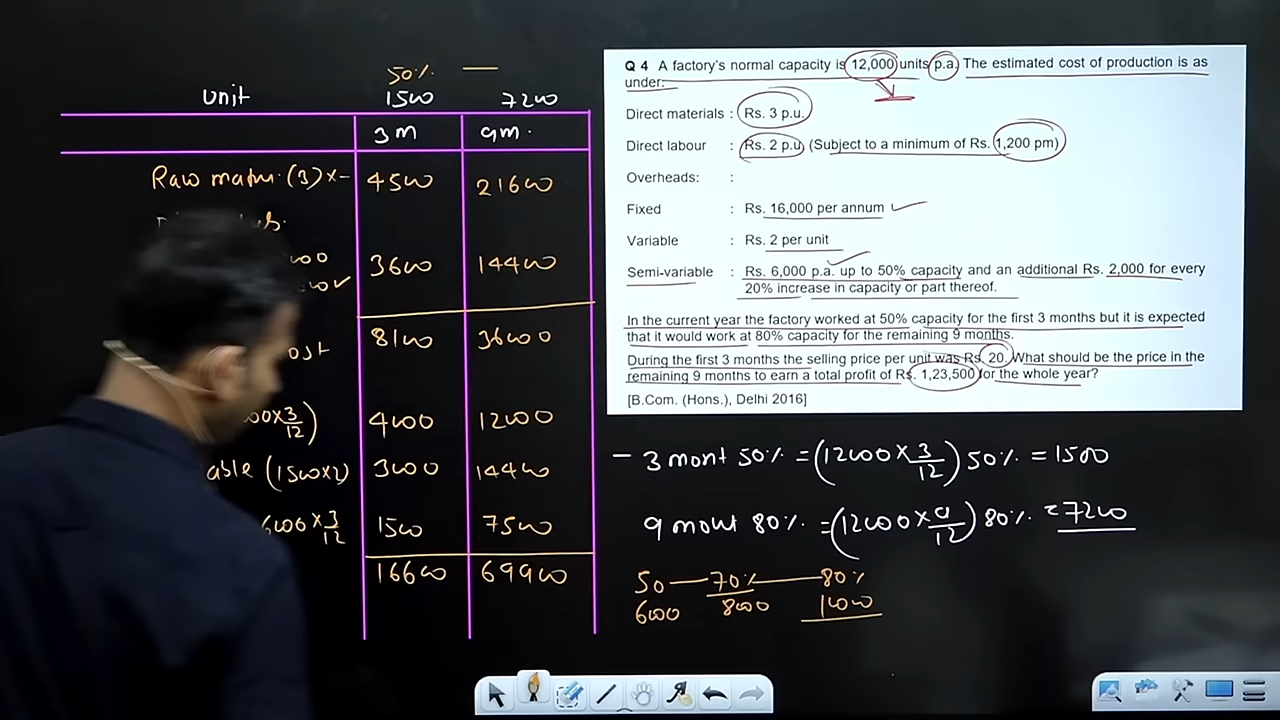 50%. —
unit 1500 7200
3m 9m.
Raw mater (3) x- 4500 21600
3600 14400
8100 36000
x 3/12) 4000 12000
able (1500x2) 3000 14400
6000 x 3/12 1500 7500
16600 69900
Q 4 A factory's normal capacity is 12,000 units p.a. The estimated cost of production is as
under:
Direct materials : Rs. 3 p.u.
Direct labour : Rs. 2 p.u. (Subject to a minimum of Rs. 1,200 pm)
Overheads: :
Fixed : Rs. 16,000 per annum
Variable : Rs. 2 per unit
Semi-variable : Rs. 6,000 p.a. up to 50% capacity and an additional Rs. 2,000 for every
20% increase in capacity or part thereof.
In the current year the factory worked at 50% capacity for the first 3 months but it is expected
that it would work at 80% capacity for the remaining 9 months.
During the first 3 months the selling price per unit was Rs. 20. What should be the price in the
remaining 9 months to earn a total profit of Rs. 1,23,500 for the whole year?
[B.Com. (Hons.), Delhi 2016]
– 3 mont 50% = (12000 x 3/12) 50% = 1500
9 mont 80% = (12000 x 9/12) 80% = 7200
50 — 70% — 80%
6000 8000 10000